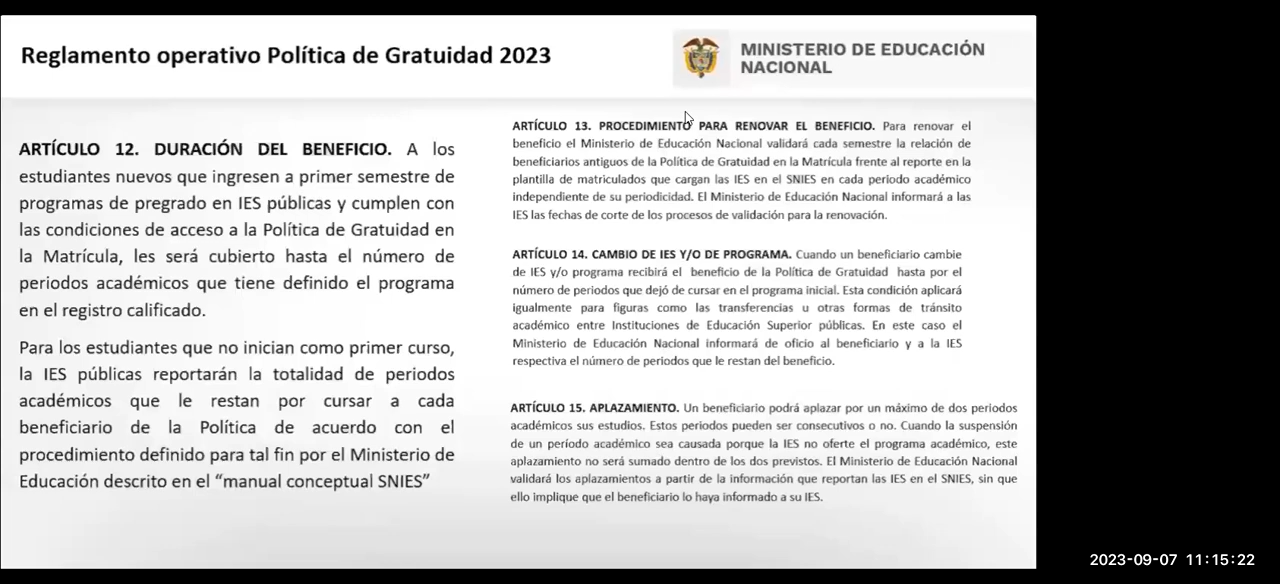 Reglamento operativo Política de Gratuidad 2023
MINISTERIO DE EDUCACIÓN
NACIONAL
ARTÍCULO 12. DURACIÓN DEL BENEFICIO. A los
estudiantes nuevos que ingresen a primer semestre de
programas de pregrado en IES públicas y cumplen con
las condiciones de acceso a la Política de Gratuidad en
la Matrícula, les será cubierto hasta el número de
periodos académicos que tiene definido el programa
en el registro calificado.
Para los estudiantes que no inician como primer curso,
la IES públicas reportarán la totalidad de periodos
académicos que le restan por cursar a cada
beneficiario de la Política de acuerdo con el
procedimiento definido para tal fin por el Ministerio de
Educación descrito en el “manual conceptual SNIES”
ARTÍCULO 13. PROCEDIMIENTO PARA RENOVAR EL BENEFICIO. Para renovar el
beneficio el Ministerio de Educación Nacional validará cada semestre la relación de
beneficiarios antiguos de la Política de Gratuidad en la Matrícula frente al reporte en la
plantilla de matriculados que cargan las IES en el SNIES en cada periodo académico
independiente de su periodicidad. El Ministerio de Educación Nacional informará a las
IES las fechas de corte de los procesos de validación para la renovación.
ARTÍCULO 14. CAMBIO DE IES Y/O DE PROGRAMA. Cuando un beneficiario cambie
de IES y/o programa recibirá el beneficio de la Política de Gratuidad hasta por el
número de periodos que dejó de cursar en el programa inicial. Esta condición aplicará
igualmente para figuras como las transferencias u otras formas de tránsito
académico entre Instituciones de Educación Superior públicas. En este caso el
Ministerio de Educación Nacional informará de oficio al beneficiario y a la IES
respectiva el número de periodos que le restan del beneficio.
ARTÍCULO 15. APLAZAMIENTO. Un beneficiario podrá aplazar por un máximo de dos periodos
académicos sus estudios. Estos periodos pueden ser consecutivos o no. Cuando la suspensión
de un período académico sea causada porque la IES no oferte el programa académico, este
aplazamiento no será sumado dentro de los dos previstos. El Ministerio de Educación Nacional
validará los aplazamientos a partir de la información que reportan las IES en el SNIES, sin que
ello implique que el beneficiario lo haya informado a su IES.
2023-09-07 11:15:22